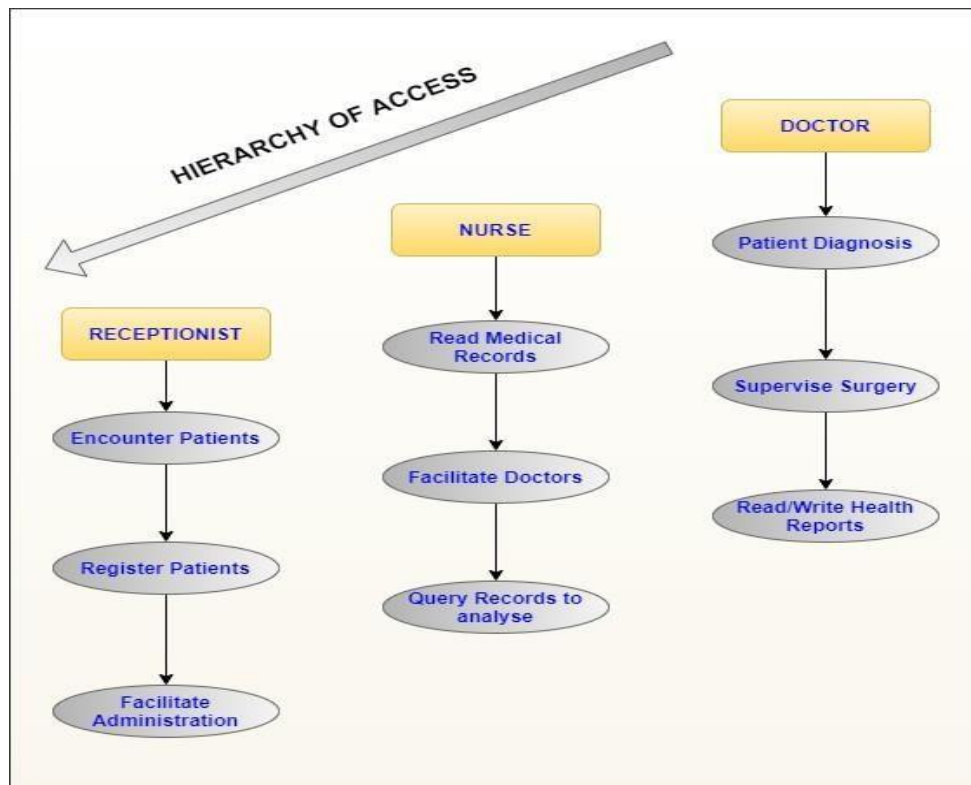 HIERARCHY OF ACCESS
DOCTOR
Patient Diagnosis
Supervise Surgery
Read/Write Health
Reports
NURSE
Read Medical
Records
Facilitate Doctors
Query Records to
analyse
RECEPTIONIST
Encounter Patients
Register Patients
Facilitate
Administration